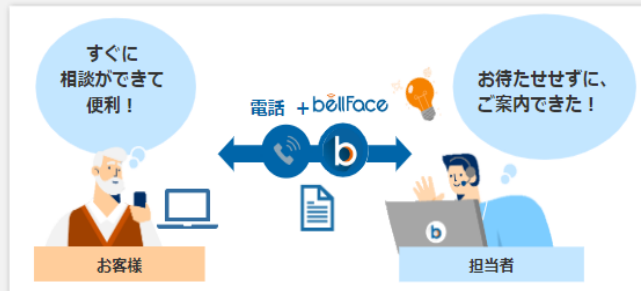 すぐに
相談ができて
便利！
お待たせせずに、
ご案内できた！
電話 +bellFace
b
b
お客様
担当者